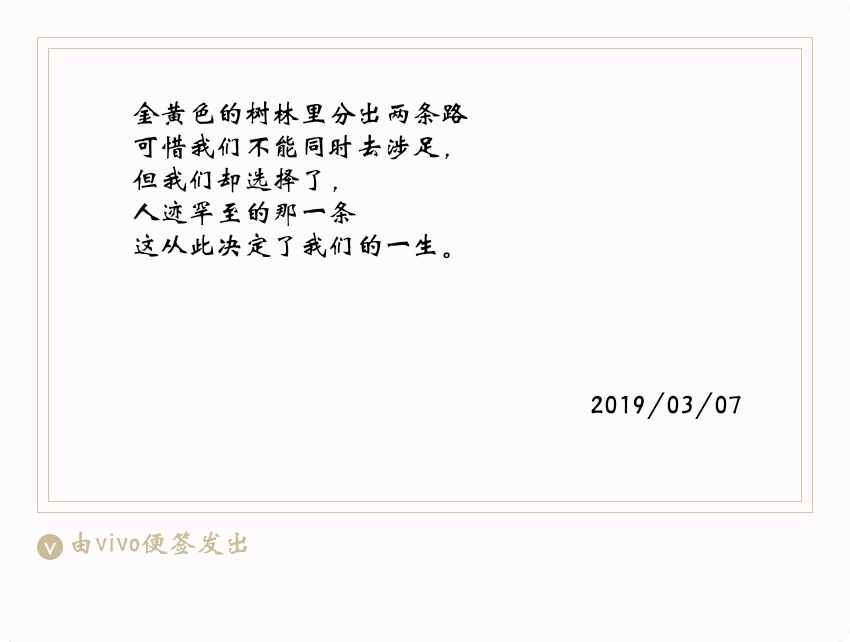 金黄色的树林里分出两条路
可惜我们不能同时去涉足，
但我们却选择了，
人迹罕至的那一条
这从此决定了我们的一生。
2019/03/07
v 由vivo便签发出